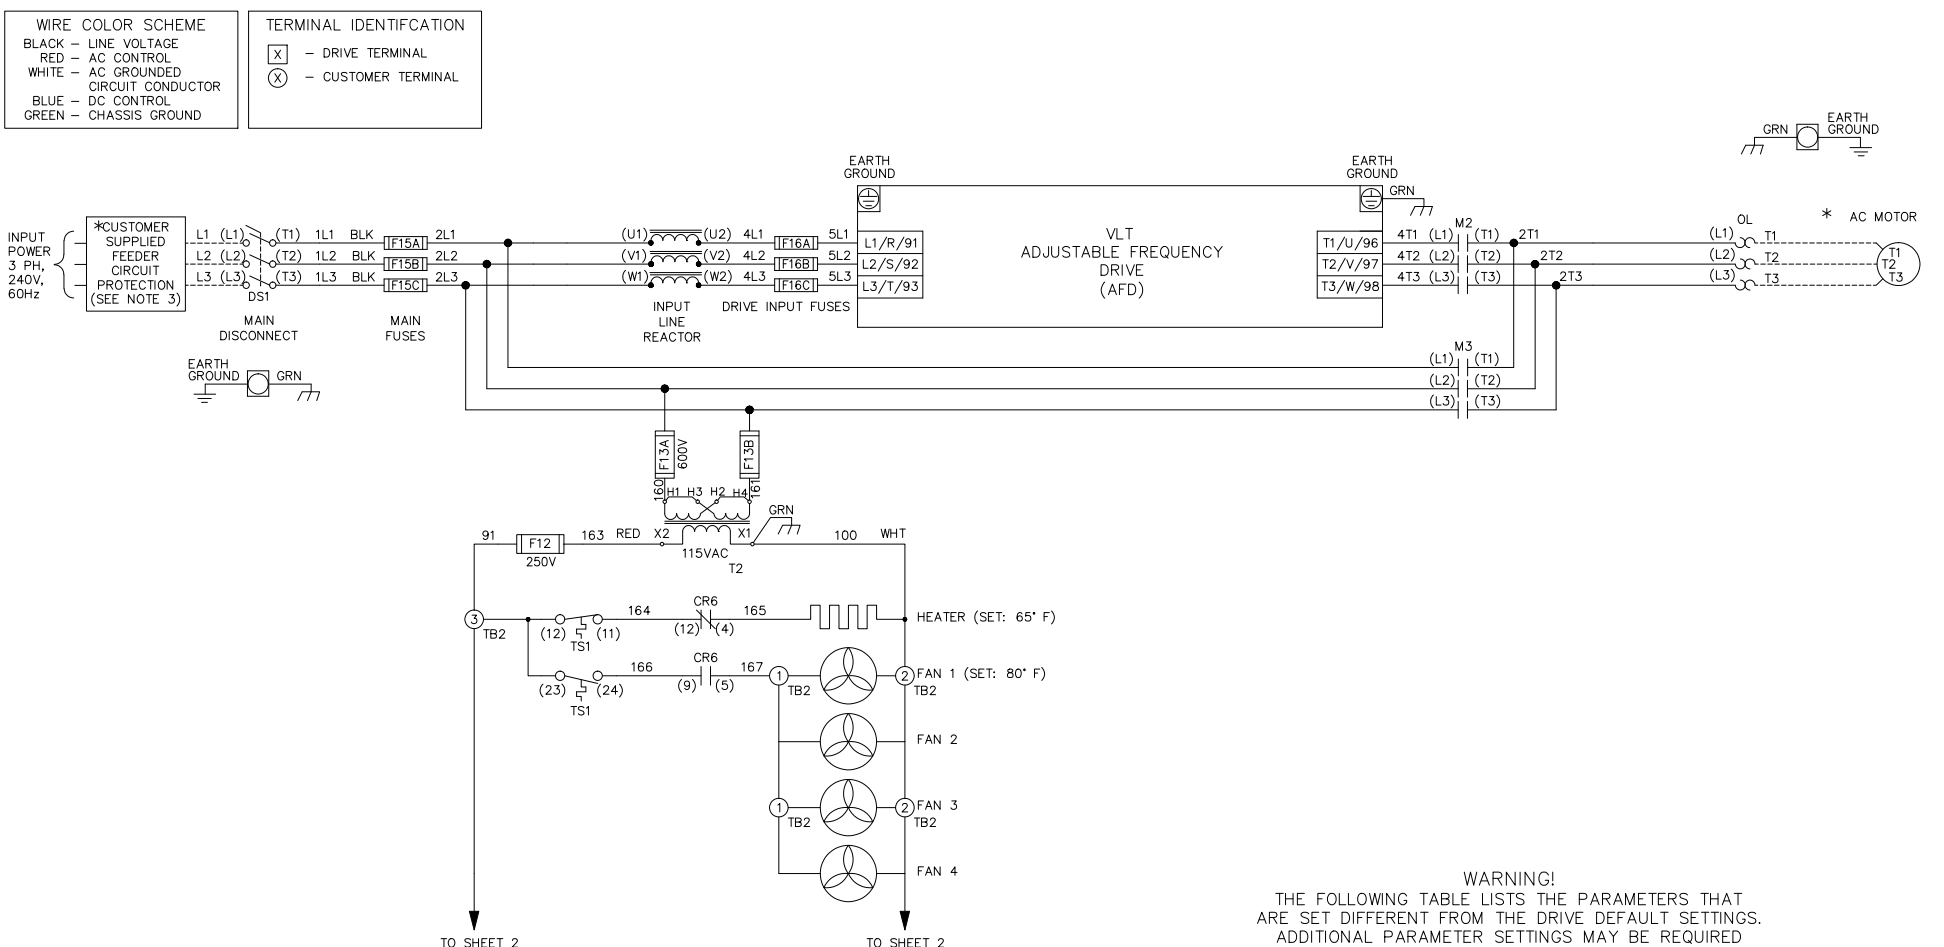 WIRE COLOR SCHEME
BLACK – LINE VOLTAGE
RED – AC CONTROL
WHITE – AC GROUNDED
CIRCUIT CONDUCTOR
BLUE – DC CONTROL
GREEN – CHASSIS GROUND
TERMINAL IDENTIFCATION
X – DRIVE TERMINAL
X – CUSTOMER TERMINAL
GRN
EARTH
GROUND
INPUT
POWER
3 PH,
240V,
60Hz
*CUSTOMER
SUPPLIED
FEEDER
CIRCUIT
PROTECTION
(SEE NOTE 3)
L1 (L1) (T1) 1L1 BLK F15A 2L1
L2 (L2) (T2) 1L2 BLK F15B 2L2
L3 (L3) (T3) 1L3 BLK F15C 2L3
DS1
MAIN
DISCONNECT
MAIN
FUSES
(U1) (U2) 4L1 F16A 5L1
(V1) (V2) 4L2 F16B 5L2
(W1) (W2) 4L3 F16C 5L3
INPUT
LINE
REACTOR
DRIVE INPUT FUSES
EARTH
GROUND
L1/R/91
L2/S/92
L3/T/93
VLT
ADJUSTABLE FREQUENCY
DRIVE
(AFD)
EARTH
GROUND
GRN
T1/U/96
T2/V/97
T3/W/98
M2
4T1 (L1) (T1) 2T1
4T2 (L2) (T2) 2T2
4T3 (L3) (T3) 2T3
OL
(L1) T1
(L2) T2
(L3) T3
* AC MOTOR
T1
T2
T3
M3
(L1) (T1)
(L2) (T2)
(L3) (T3)
EARTH
GROUND
GRN
F13A
600V
F13B
160
161
H1 H3 H2 H4
GRN
91 F12 163 RED X2 X1 100 WHT
250V
115VAC
T2
3
TB2
(12) (11)
TS1
164
CR6
(12) (4)
165
HEATER (SET: 65° F)
(23) (24)
TS1
166
CR6
(9) (5)
167
1
TB2
2
TB2
FAN 1 (SET: 80° F)
FAN 2
1
TB2
2
TB2
FAN 3
FAN 4
TO SHEET 2
TO SHEET 2
WARNING!
THE FOLLOWING TABLE LISTS THE PARAMETERS THAT
ARE SET DIFFERENT FROM THE DRIVE DEFAULT SETTINGS.
ADDITIONAL PARAMETER SETTINGS MAY BE REQUIRED